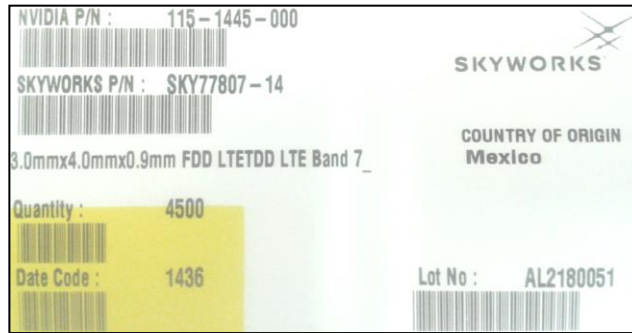 NVIDIA P/N : 115-1445-000
SKYWORKS
SKYWORKS P/N : SKY77807-14
COUNTRY OF ORIGIN
Mexico
3.0mmx4.0mmx0.9mm FDD LTETDD LTE Band 7_
Quantity : 4500
Date Code : 1436
Lot No : AL2180051